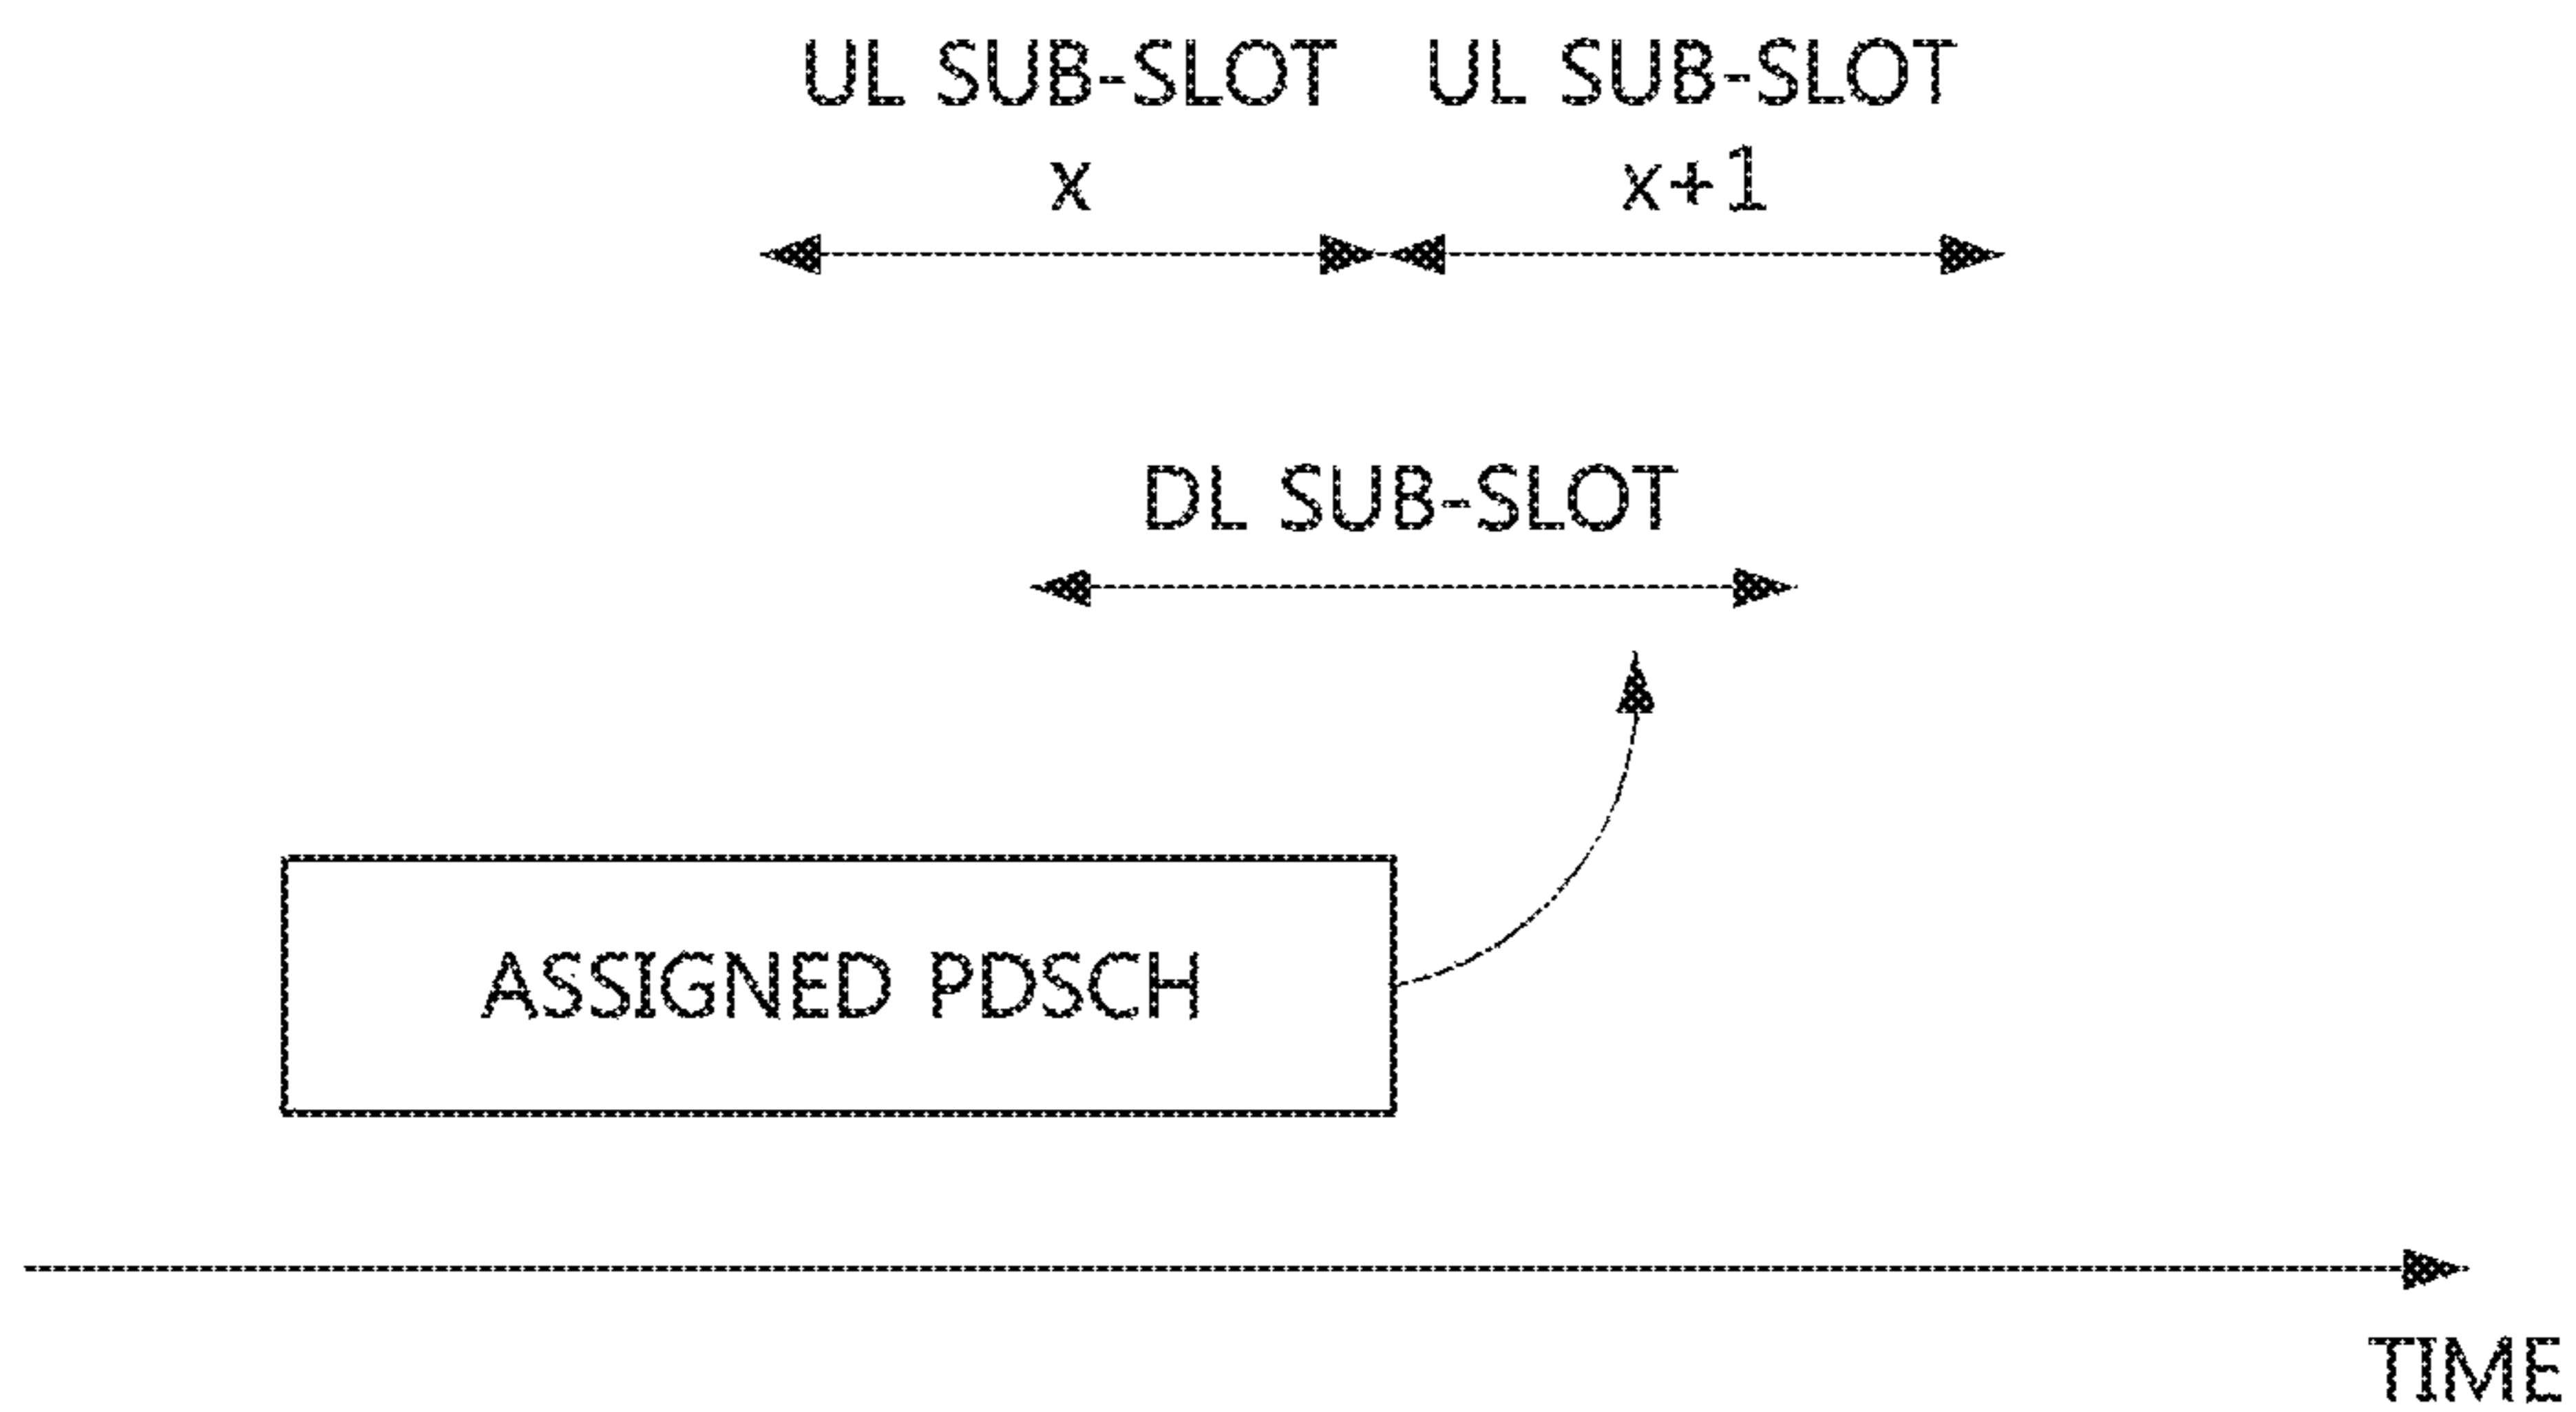 UL SUB-SLOT UL SUB-SLOT
x x+1
DL SUB-SLOT
ASSIGNED PDSCH
TIME